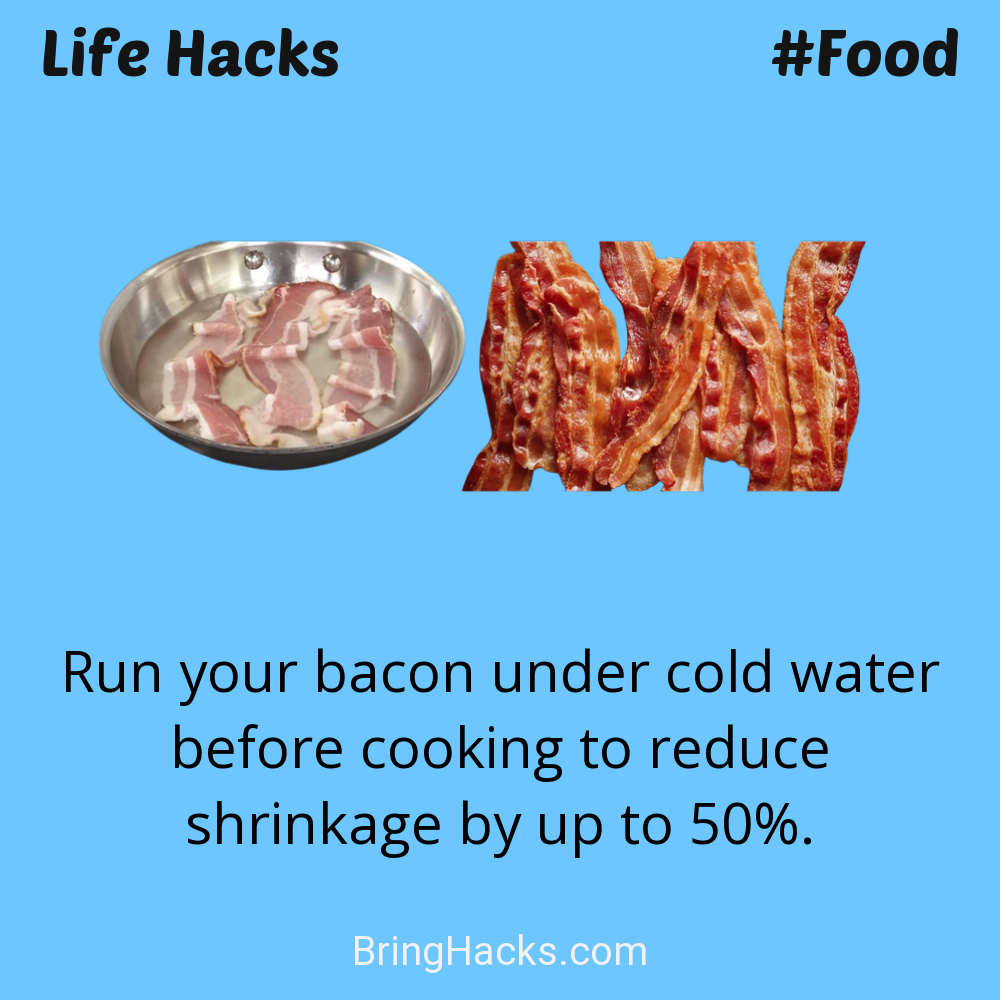 Life Hacks
#Food
Run your bacon under cold water
before cooking to reduce
shrinkage by up to 50%.
BringHacks.com